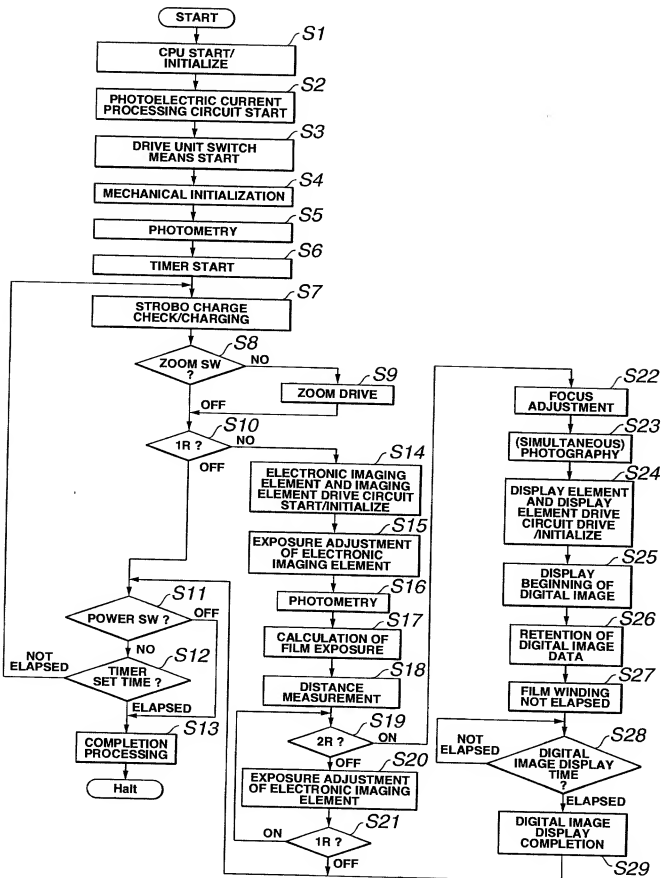 START
S1
CPU START/
INITIALIZE
S2
PHOTOELECTRIC CURRENT
PROCESSING CIRCUIT START
S3
DRIVE UNIT SWITCH
MEANS START
S4
MECHANICAL INITIALIZATION
S5
PHOTOMETRY
S6
TIMER START
S7
STROBO CHARGE
CHECK/CHARGING
S8
ZOOM SW
?
NO
S9
ZOOM DRIVE
OFF
S10
1R ?
NO
OFF
S11
POWER SW ?
OFF
NO
S12
NOT
ELAPSED
TIMER
SET TIME ?
ELAPSED
S13
COMPLETION
PROCESSING
Halt
S14
ELECTRONIC IMAGING
ELEMENT AND IMAGING
ELEMENT DRIVE CIRCUIT
START/INITIALIZE
S15
EXPOSURE ADJUSTMENT
OF ELECTRONIC
IMAGING ELEMENT
S16
PHOTOMETRY
S17
CALCULATION OF
FILM EXPOSURE
S18
DISTANCE
MEASUREMENT
S19
2R ?
ON
OFF
S20
EXPOSURE ADJUSTMENT
OF ELECTRONIC IMAGING
ELEMENT
S21
ON
1R ?
OFF
S22
FOCUS
ADJUSTMENT
S23
(SIMULTANEOUS)
PHOTOGRAPHY
S24
DISPLAY ELEMENT
AND DISPLAY
ELEMENT DRIVE
CIRCUIT DRIVE
/INITIALIZE
S25
DISPLAY
BEGINNING OF
DIGITAL IMAGE
S26
RETENTION OF
DIGITAL IMAGE
DATA
S27
FILM WINDING
NOT ELAPSED
S28
NOT
ELAPSED
DIGITAL
IMAGE DISPLAY
TIME
?
ELAPSED
DIGITAL IMAGE
DISPLAY
COMPLETION
S29